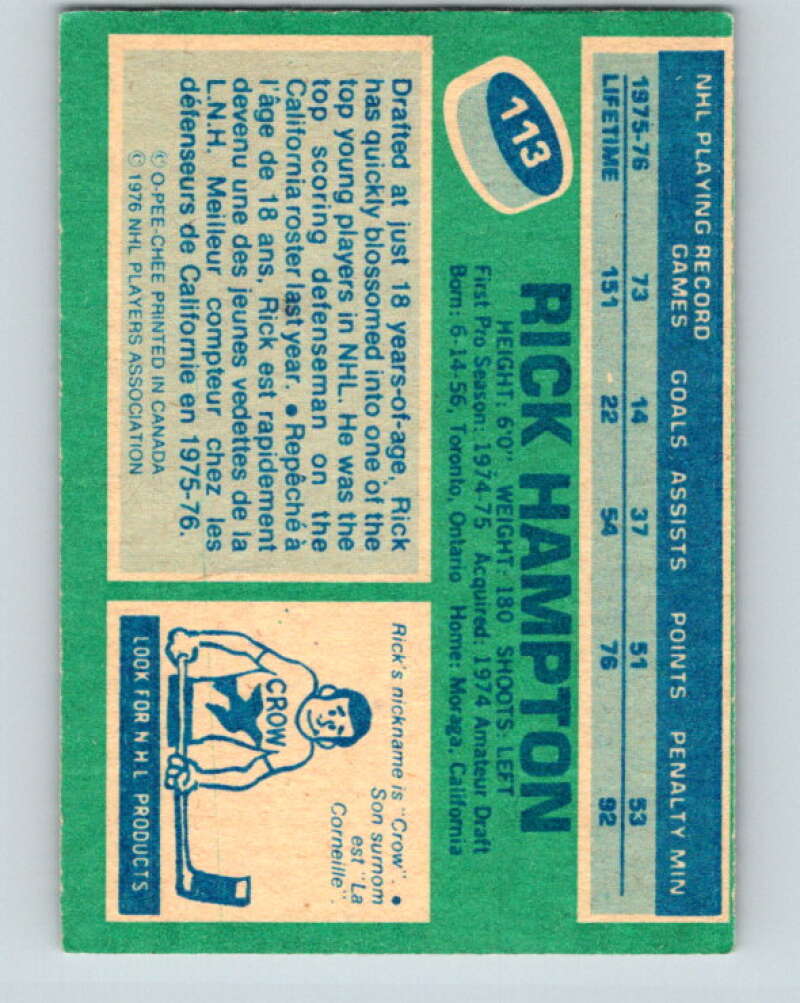 NHL PLAYING RECORD
GAMES GOALS ASSISTS POINTS PENALTY MIN
1975-76 73 14 37 51 53
LIFETIME 151 22 54 76 92
113
RICK HAMPTON
HEIGHT: 6'0" WEIGHT: 180 SHOOTS: LEFT
First Pro Season: 1974-75 Acquired: 1974 Amateur Draft
Born: 6-14-56, Toronto, Ontario Home: Moraga, California
Drafted at just 18 years-of-age, Rick
has quickly blossomed into one of the
top young players in NHL. He was the
top scoring defenseman on the
California roster last year. ● Repêché à
l'âge de 18 ans, Rick est rapidement
devenu une des jeunes vedettes de la
L.N.H. Meilleur compteur chez les
défenseurs de Californie en 1975-76.
© O-PEE-CHEE PRINTED IN CANADA
© 1976 NHL PLAYERS ASSOCIATION
Rick's nickname is "Crow". ●
Son surnom
est "La
Corneille".
CROW
LOOK FOR NHL PRODUCTS